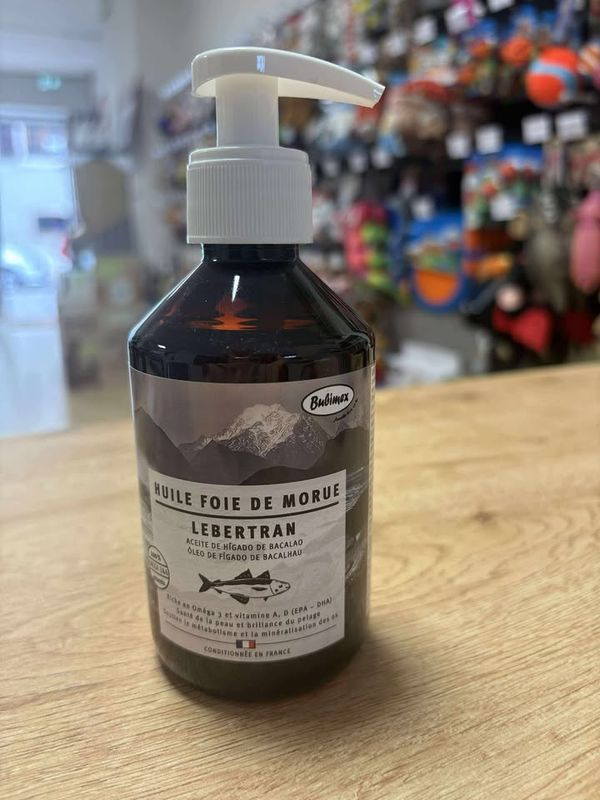 Bubimex
HUILE FOIE DE MORUE
LEBERTRAN
ACEITE DE HÍGADO DE BACALAO
ÓLEO DE FÍGADO DE BACALHAU
100%
Riche en Oméga 3 et vitamine A, D (EPA - DHA)
Santé de la peau et brillance du pelage
Soutien le métabolisme et la minéralisation des os
CONDITIONNÉE EN FRANCE